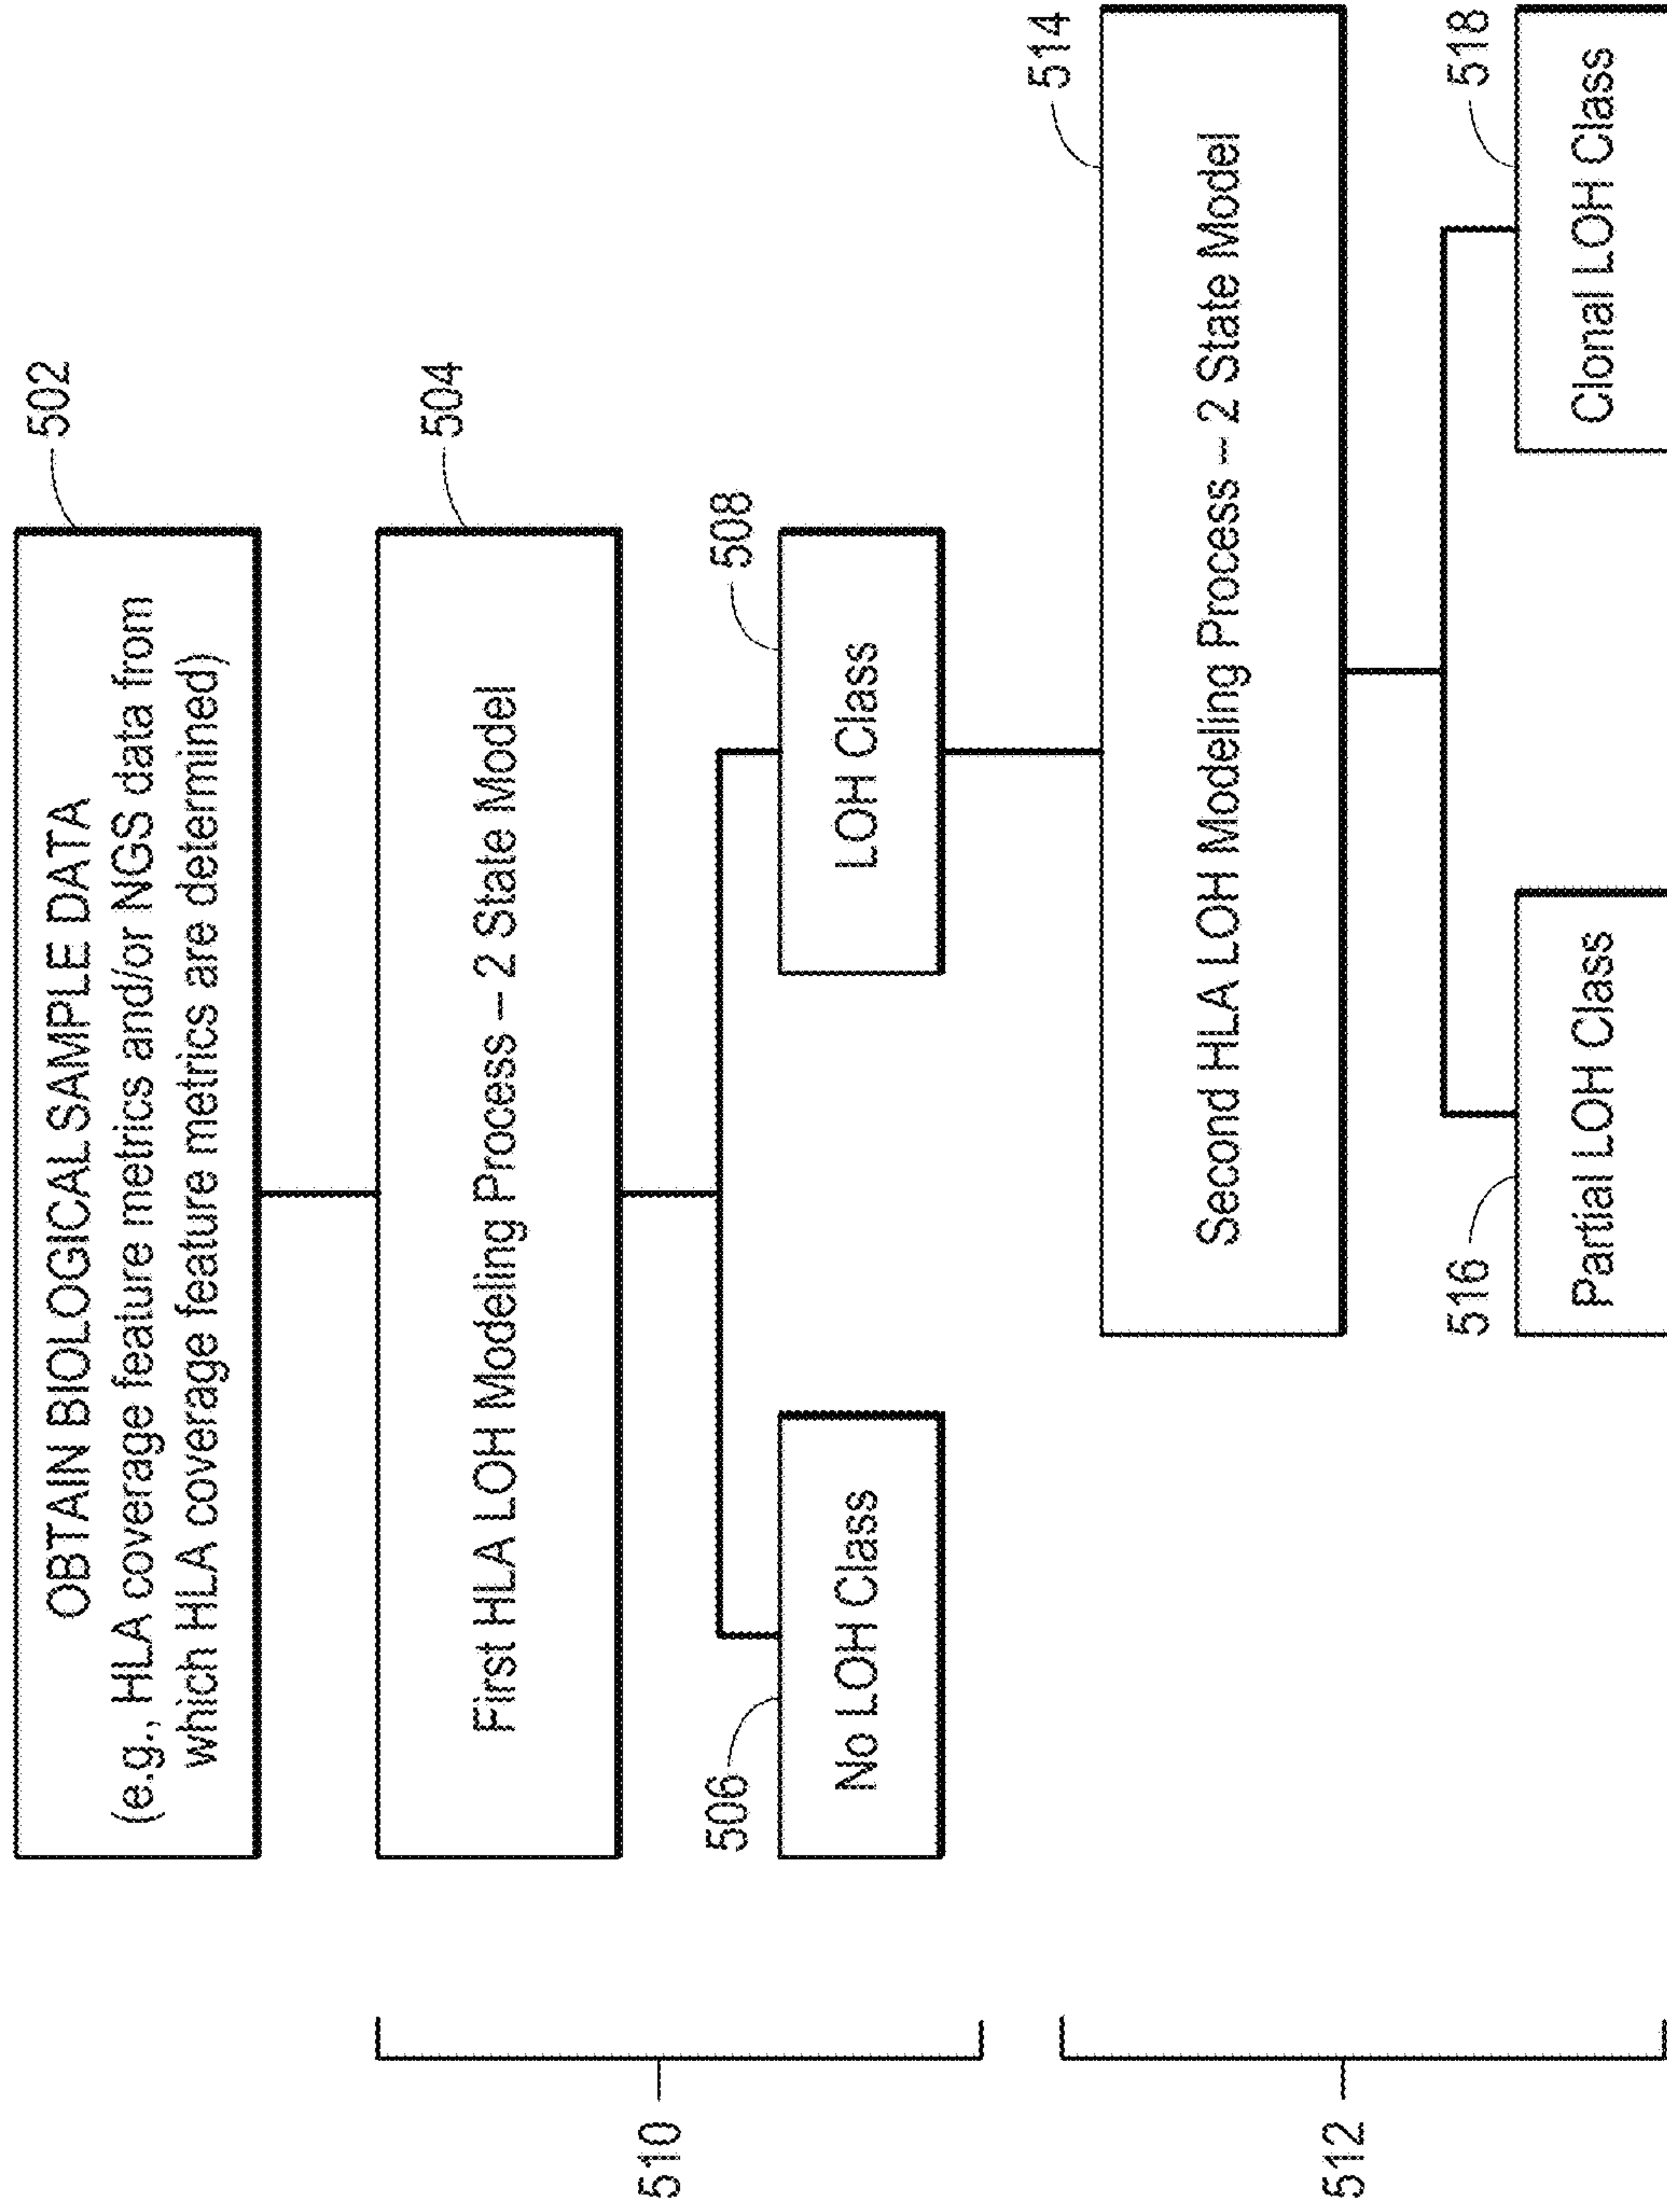 OBTAIN BIOLOGICAL SAMPLE DATA
(e.g., HLA coverage feature metrics and/or NGS data from
which HLA coverage feature metrics are determined)
502
First HLA LOH Modeling Process – 2 State Model
504
506
No LOH Class
508
LOH Class
510
Second HLA LOH Modeling Process – 2 State Model
514
516
Partial LOH Class
518
Clonal LOH Class
512